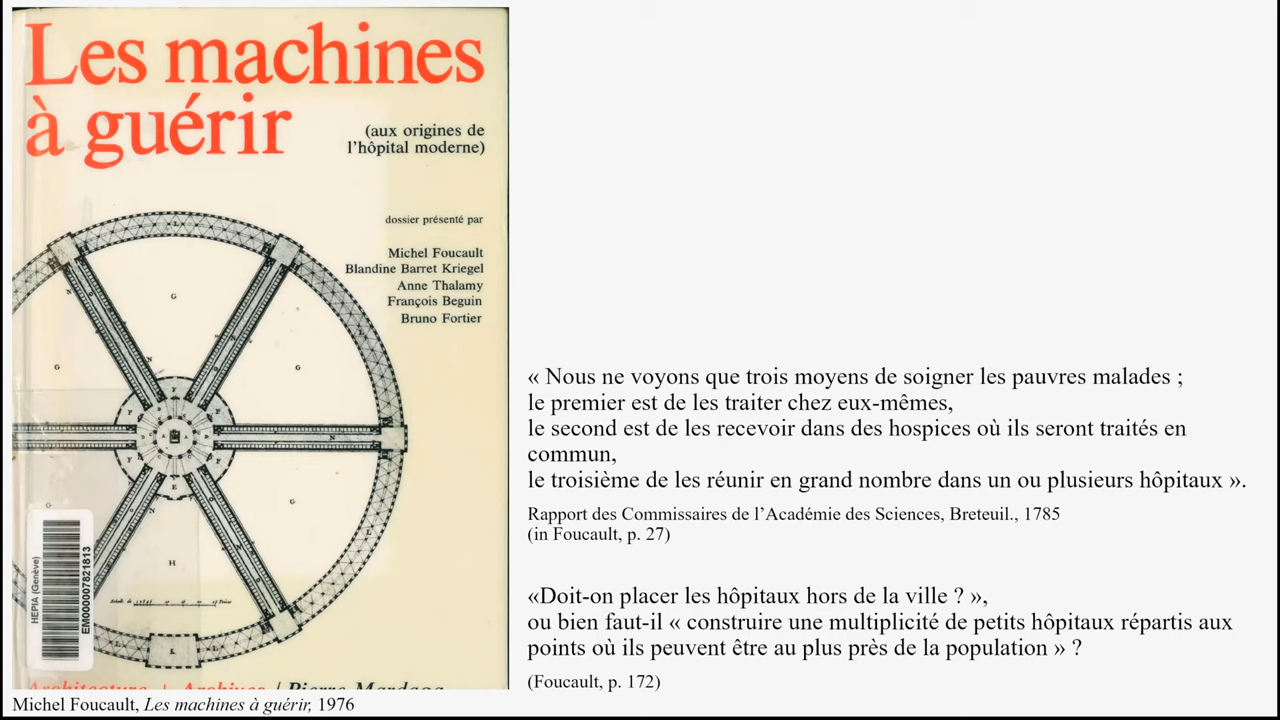 Les machines
à guérir
(aux origines de
l'hôpital moderne)
dossier présenté par
Michel Foucault
Blandine Barret Kriegel
Anne Thalamy
François Beguin
Bruno Fortier
HEPIA (Genève)
EM000007821813
Architecture + Archives / Pierre Mardaga
Michel Foucault, Les machines à guérir, 1976
« Nous ne voyons que trois moyens de soigner les pauvres malades ;
le premier est de les traiter chez eux-mêmes,
le second est de les recevoir dans des hospices où ils seront traités en
commun,
le troisième de les réunir en grand nombre dans un ou plusieurs hôpitaux ».
Rapport des Commissaires de l'Académie des Sciences, Breteuil., 1785
(in Foucault, p. 27)
«Doit-on placer les hôpitaux hors de la ville ? »,
ou bien faut-il « construire une multiplicité de petits hôpitaux répartis aux
points où ils peuvent être au plus près de la population » ?
(Foucault, p. 172)